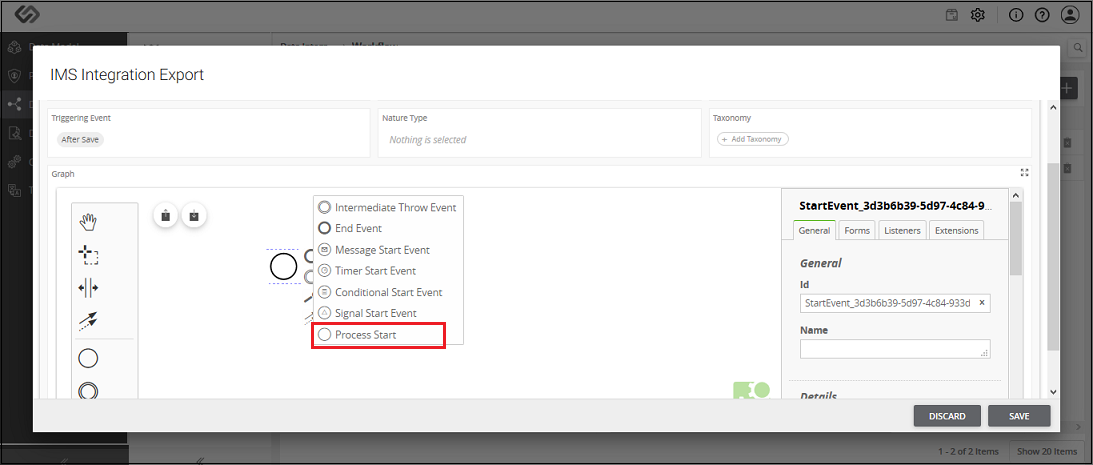 Workflow
IMS Integration Export
Triggering Event
After Save
Nature Type
Nothing is selected
Taxonomy
+ Add Taxonomy
Graph
Intermediate Throw Event
End Event
Message Start Event
Timer Start Event
Conditional Start Event
Signal Start Event
Process Start
StartEvent_3d3b6b39-5d97-4c84-9...
General
Forms
Listeners
Extensions
General
Id
StartEvent_3d3b6b39-5d97-4c84-933d
Name
Details
DISCARD
SAVE
1 - 2 of 2 Items
Show 20 Items